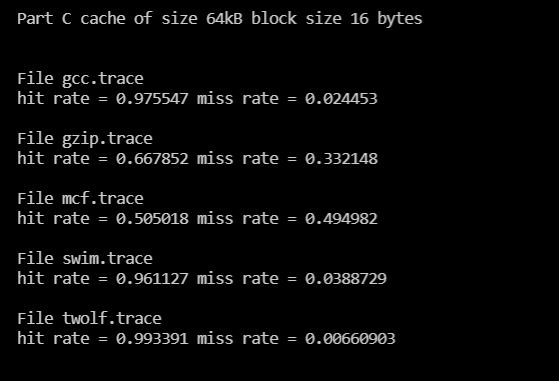 Part C cache of size 64kB block size 16 bytes
File gcc.trace
hit rate = 0.975547 miss rate = 0.024453
File gzip.trace
hit rate = 0.667852 miss rate = 0.332148
File mcf.trace
hit rate = 0.505018 miss rate = 0.494982
File swim.trace
hit rate = 0.961127 miss rate = 0.0388729
File twolf.trace
hit rate = 0.993391 miss rate = 0.00660903